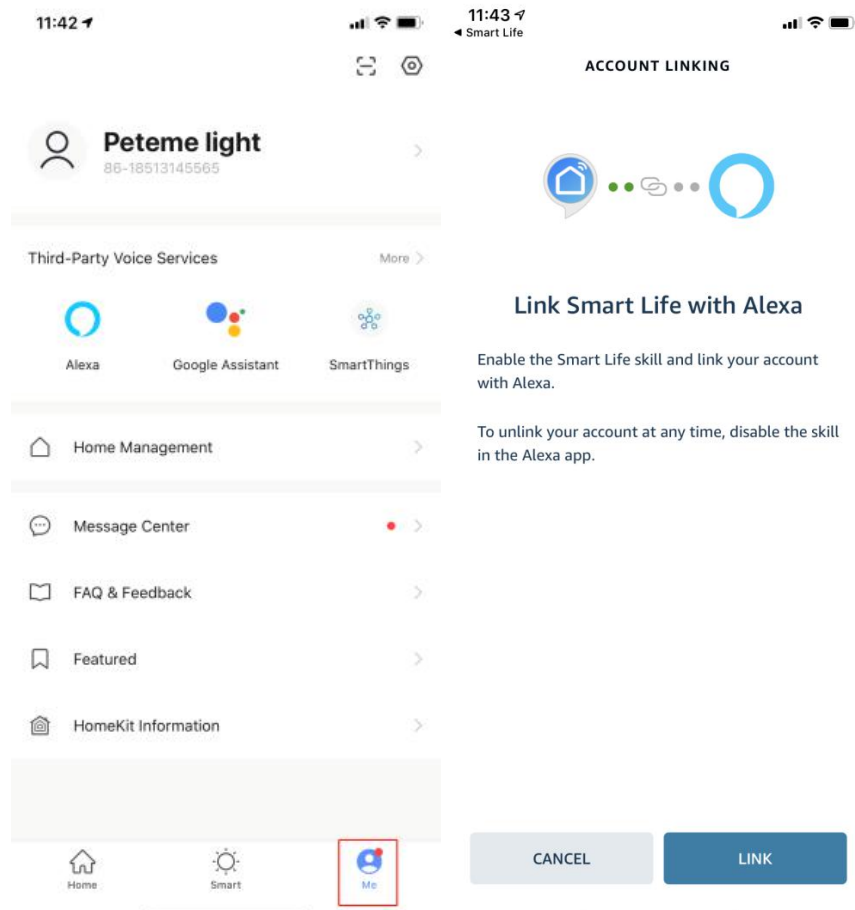 11:42
Peteme light
86-18513145565
Third-Party Voice Services
More
Alexa
Google Assistant
SmartThings
Home Management
Message Center
FAQ & Feedback
Featured
HomeKit Information
Home
Smart
Me
11:43
Smart Life
ACCOUNT LINKING
Link Smart Life with Alexa
Enable the Smart Life skill and link your account
with Alexa.
To unlink your account at any time, disable the skill
in the Alexa app.
CANCEL
LINK